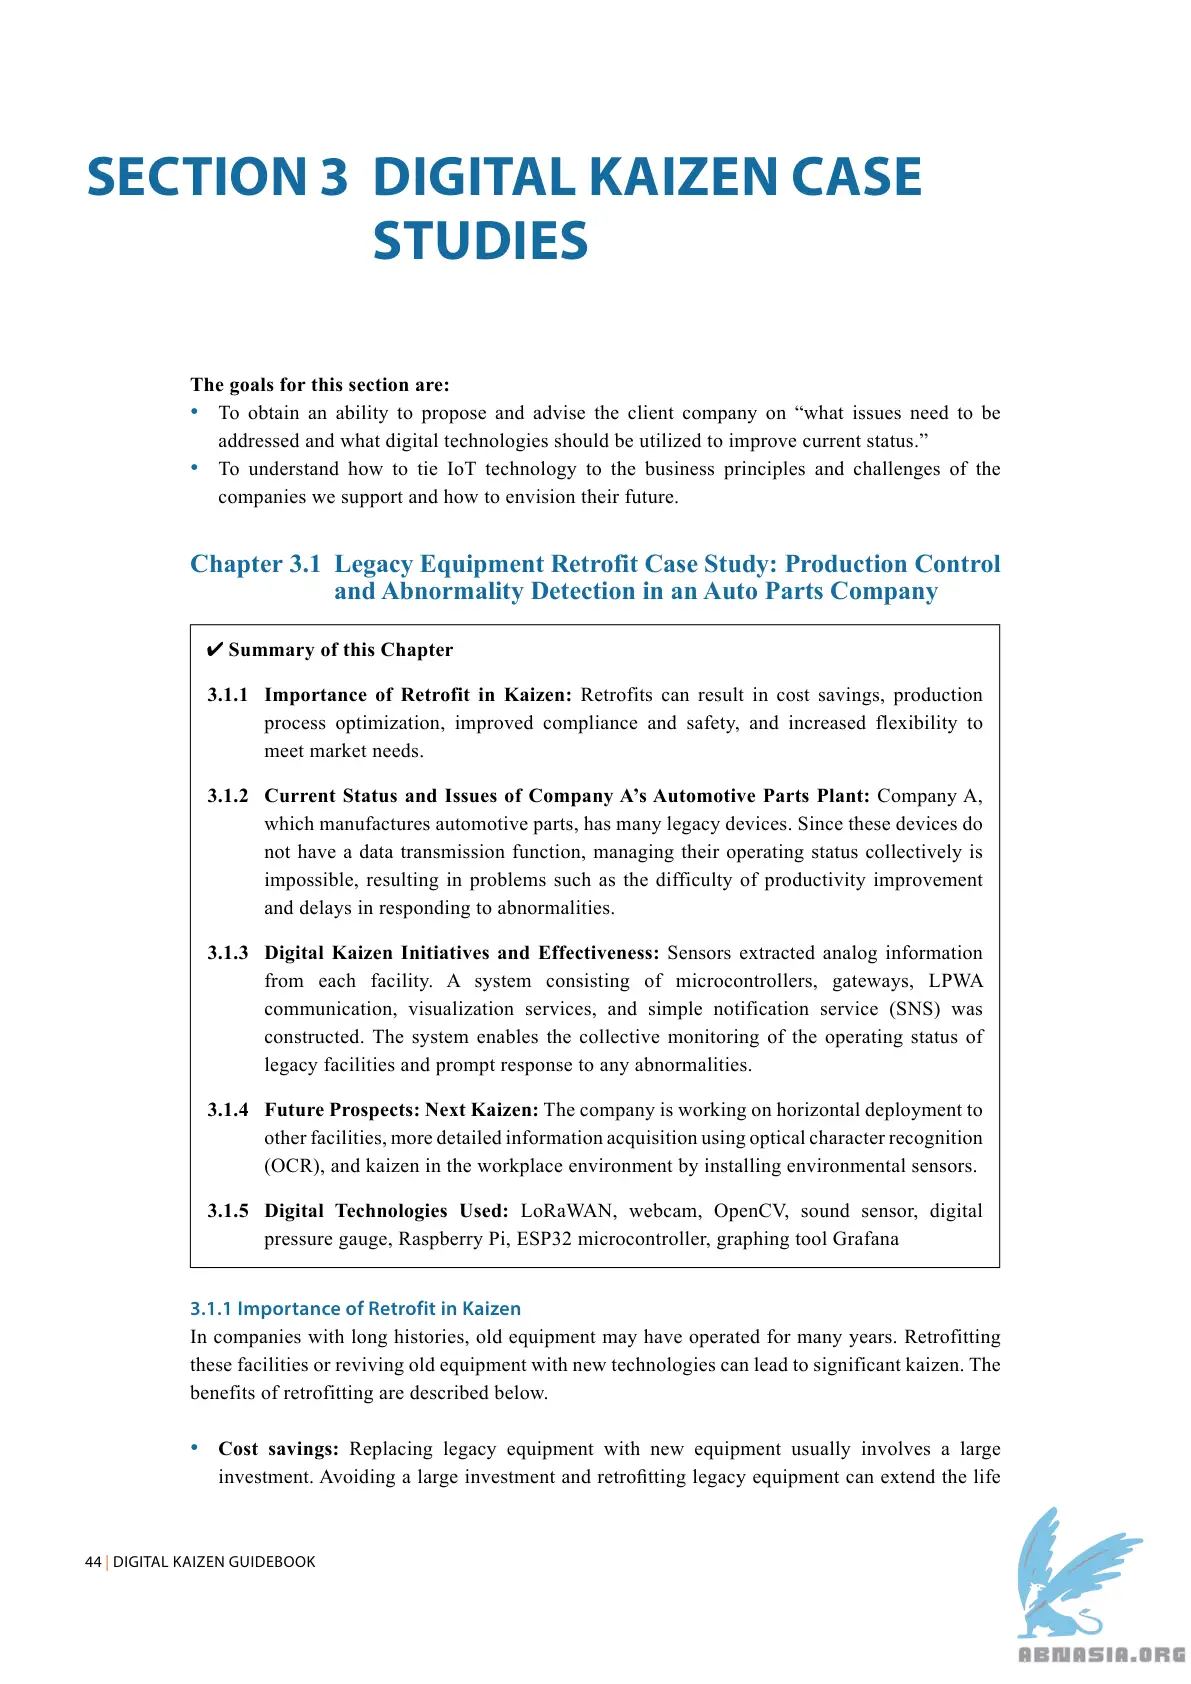 SECTION 3 DIGITAL KAIZEN CASE
STUDIES
The goals for this section are:
• To obtain an ability to propose and advise the client company on “what issues need to be
addressed and what digital technologies should be utilized to improve current status.”
• To understand how to tie IoT technology to the business principles and challenges of the
companies we support and how to envision their future.
Chapter 3.1 Legacy Equipment Retrofit Case Study: Production Control
and Abnormality Detection in an Auto Parts Company
✔ Summary of this Chapter
3.1.1 Importance of Retrofit in Kaizen: Retrofits can result in cost savings, production
process optimization, improved compliance and safety, and increased flexibility to
meet market needs.
3.1.2 Current Status and Issues of Company A’s Automotive Parts Plant: Company A,
which manufactures automotive parts, has many legacy devices. Since these devices do
not have a data transmission function, managing their operating status collectively is
impossible, resulting in problems such as the difficulty of productivity improvement
and delays in responding to abnormalities.
3.1.3 Digital Kaizen Initiatives and Effectiveness: Sensors extracted analog information
from each facility. A system consisting of microcontrollers, gateways, LPWA
communication, visualization services, and simple notification service (SNS) was
constructed. The system enables the collective monitoring of the operating status of
legacy facilities and prompt response to any abnormalities.
3.1.4 Future Prospects: Next Kaizen: The company is working on horizontal deployment to
other facilities, more detailed information acquisition using optical character recognition
(OCR), and kaizen in the workplace environment by installing environmental sensors.
3.1.5 Digital Technologies Used: LoRaWAN, webcam, OpenCV, sound sensor, digital
pressure gauge, Raspberry Pi, ESP32 microcontroller, graphing tool Grafana
3.1.1 Importance of Retrofit in Kaizen
In companies with long histories, old equipment may have operated for many years. Retrofitting
these facilities or reviving old equipment with new technologies can lead to significant kaizen. The
benefits of retrofitting are described below.
• Cost savings: Replacing legacy equipment with new equipment usually involves a large
investment. Avoiding a large investment and retrofitting legacy equipment can extend the life
44 | DIGITAL KAIZEN GUIDEBOOK
ABNASIA.ORG